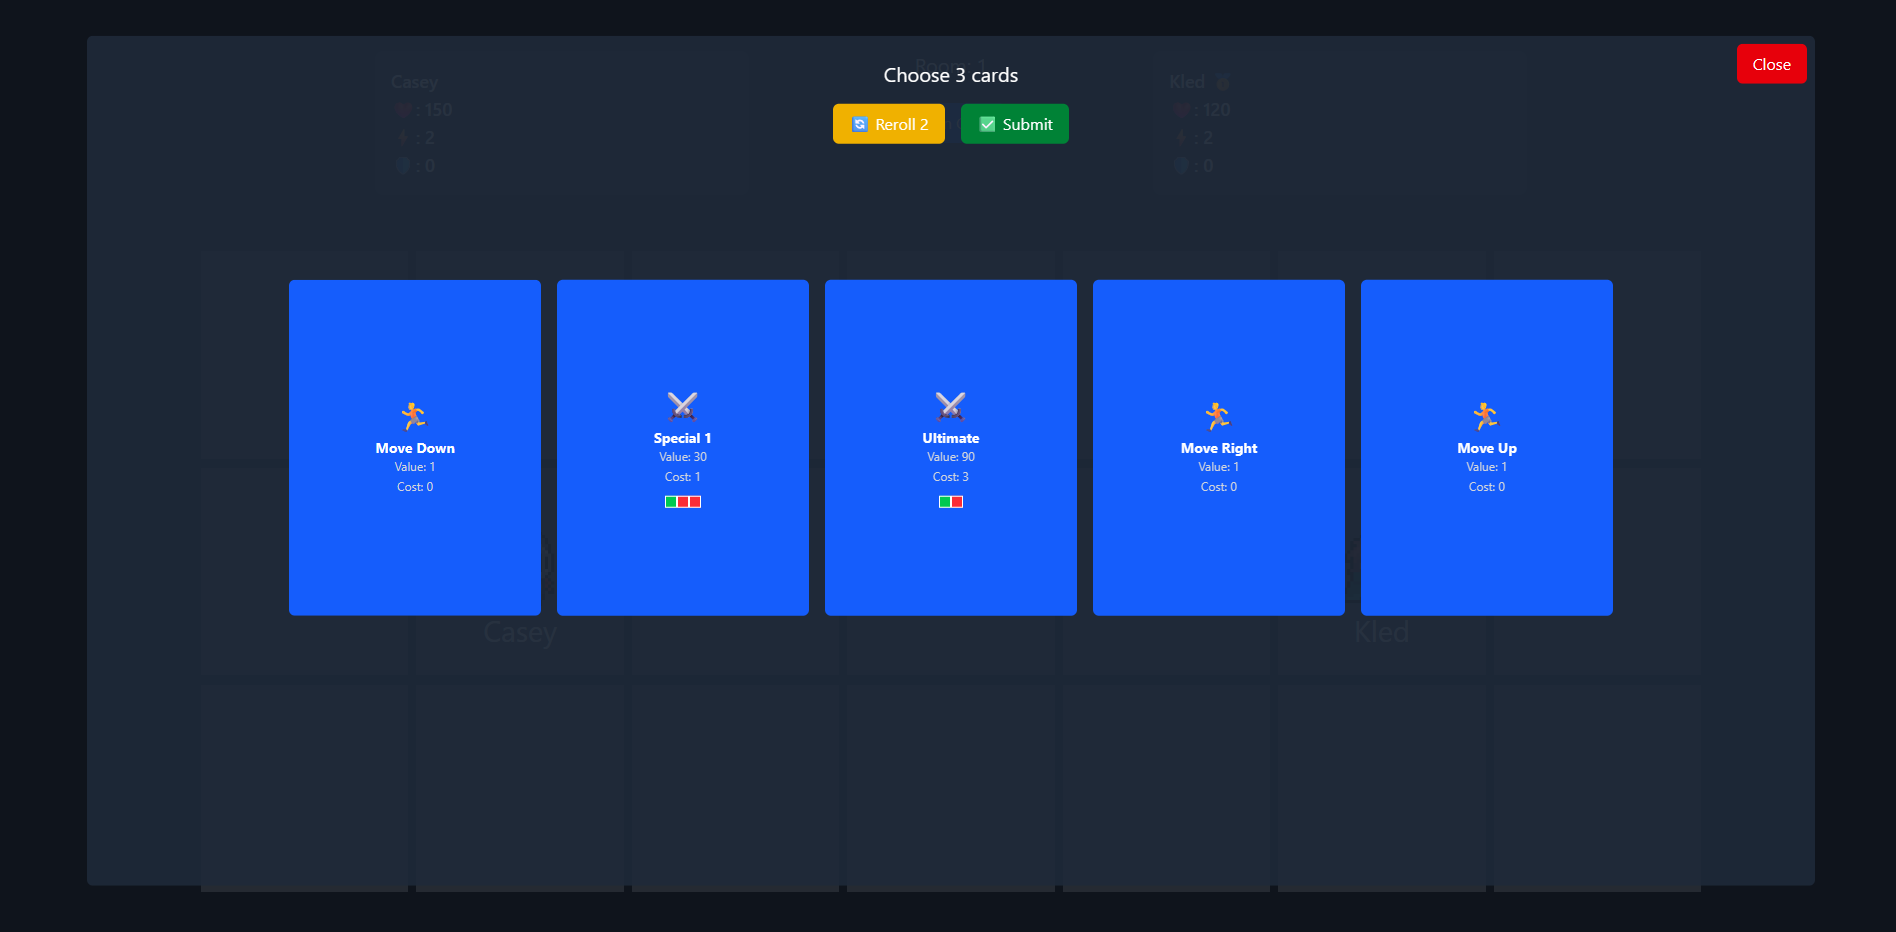 Room: 1
Choose 3 cards
Close
Casey
: 150
: 2
: 0
Kled
: 120
: 2
: 0
Reroll 2
Submit
Move Down
Value: 1
Cost: 0
Special 1
Value: 30
Cost: 1
Ultimate
Value: 90
Cost: 3
Move Right
Value: 1
Cost: 0
Move Up
Value: 1
Cost: 0
Casey
Kled